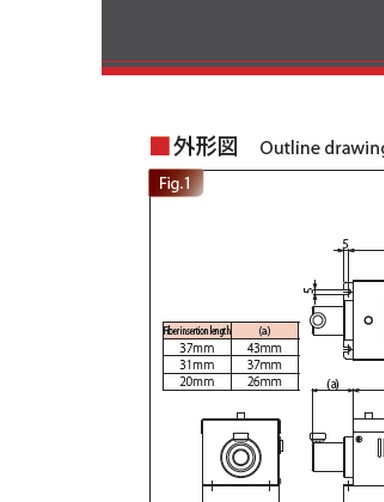 外形図 Outline drawing
Fig.1
5
5
Fiber insertion length (a)
37mm 43mm
31mm 37mm
20mm 26mm
(a)